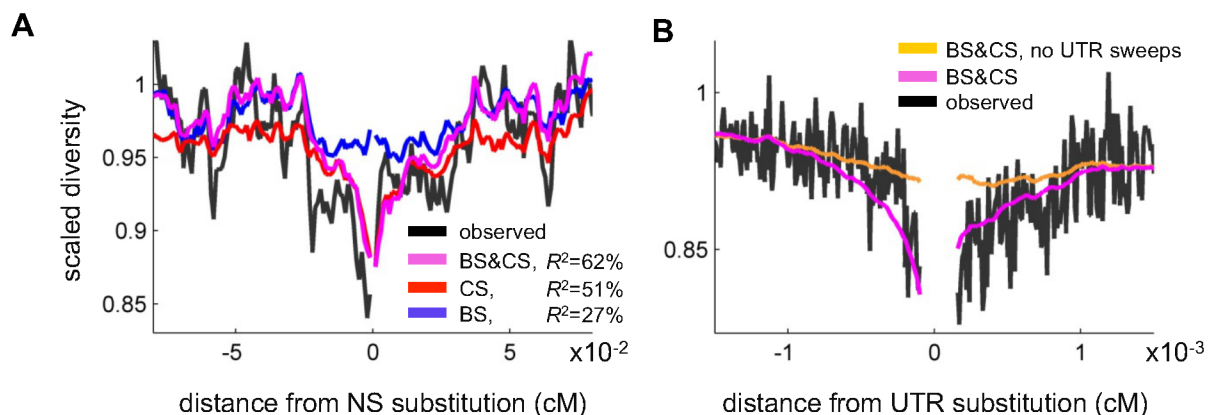 A
scaled diversity
1
0.95
0.9
0.85
observed
BS&CS, R²=62%
CS, R²=51%
BS, R²=27%
-5
0
5
x10⁻²
distance from NS substitution (cM)
B
BS&CS, no UTR sweeps
BS&CS
observed
1
0.85
-1
0
1
x10⁻³
distance from UTR substitution (cM)